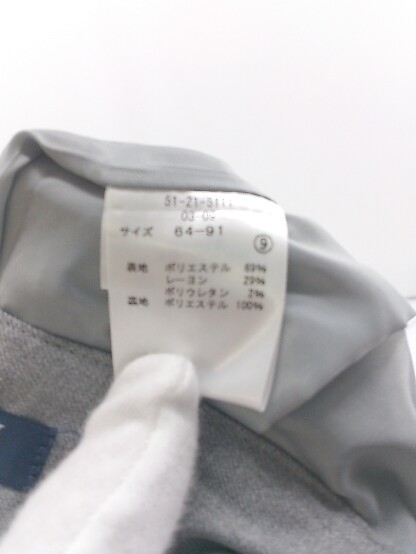 51-21-5111
03-09
サイズ 64-91
⑨
表地 ポリエステル 69%
レーヨン 29%
ポリウレタン 2%
裏地 ポリエステル 100%